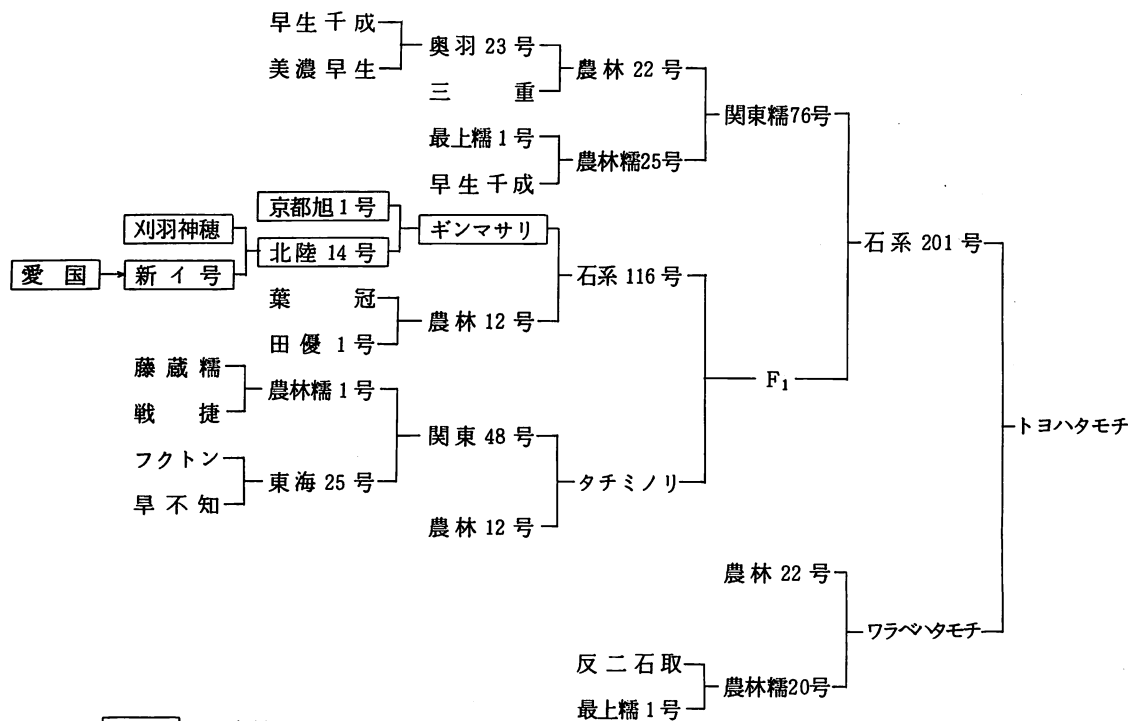 早生千成
奥羽 23 号
美濃早生
農林 22 号
三重
関東糯76号
最上糯 1 号
農林糯25号
早生千成
京都旭 1 号
刈羽神穂
ギンマサリ
北陸 14 号
石系 201 号
愛国
新イ号
石系 116 号
葉冠
農林 12 号
田優 1 号
藤蔵糯
農林糯 1 号
F₁
戦捷
トヨハタモチ
関東 48 号
フクトン
東海 25 号
タチミノリ
旱不知
農林 12 号
農林 22 号
ワラベハタモチ
反二石取
農林糯20号
最上糯 1 号